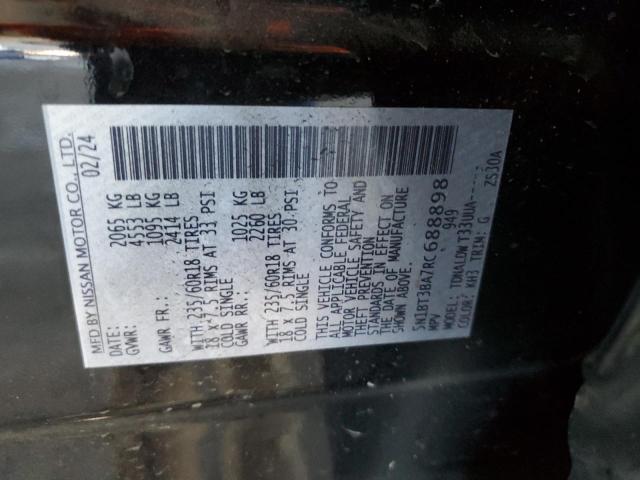 MFD BY NISSAN MOTOR CO., LTD.
02/24
GVWR: 2065 KG
4553 LB
GAWR FR.: 1095 KG
2414 LB
WITH 235/60R18 TIRES
18 x 7.5 RIMS AT 33 PSI
COLD SINGLE
GAWR RR.: 1025 KG
2260 LB
WITH 235/60R18 TIRES
18 x 7.5 RIMS AT 30 PSI
COLD SINGLE
THIS VEHICLE CONFORMS TO
ALL APPLICABLE FEDERAL
MOTOR VEHICLE SAFETY AND
THEFT PREVENTION
STANDARDS IN EFFECT ON
THE DATE OF MANUFACTURE
SHOWN ABOVE.
5N1BT3BA7RC688898
MPV 949
MODEL: TDNALDW T33UUA-----
COLOR: KH3 TRIM: G ZS10A